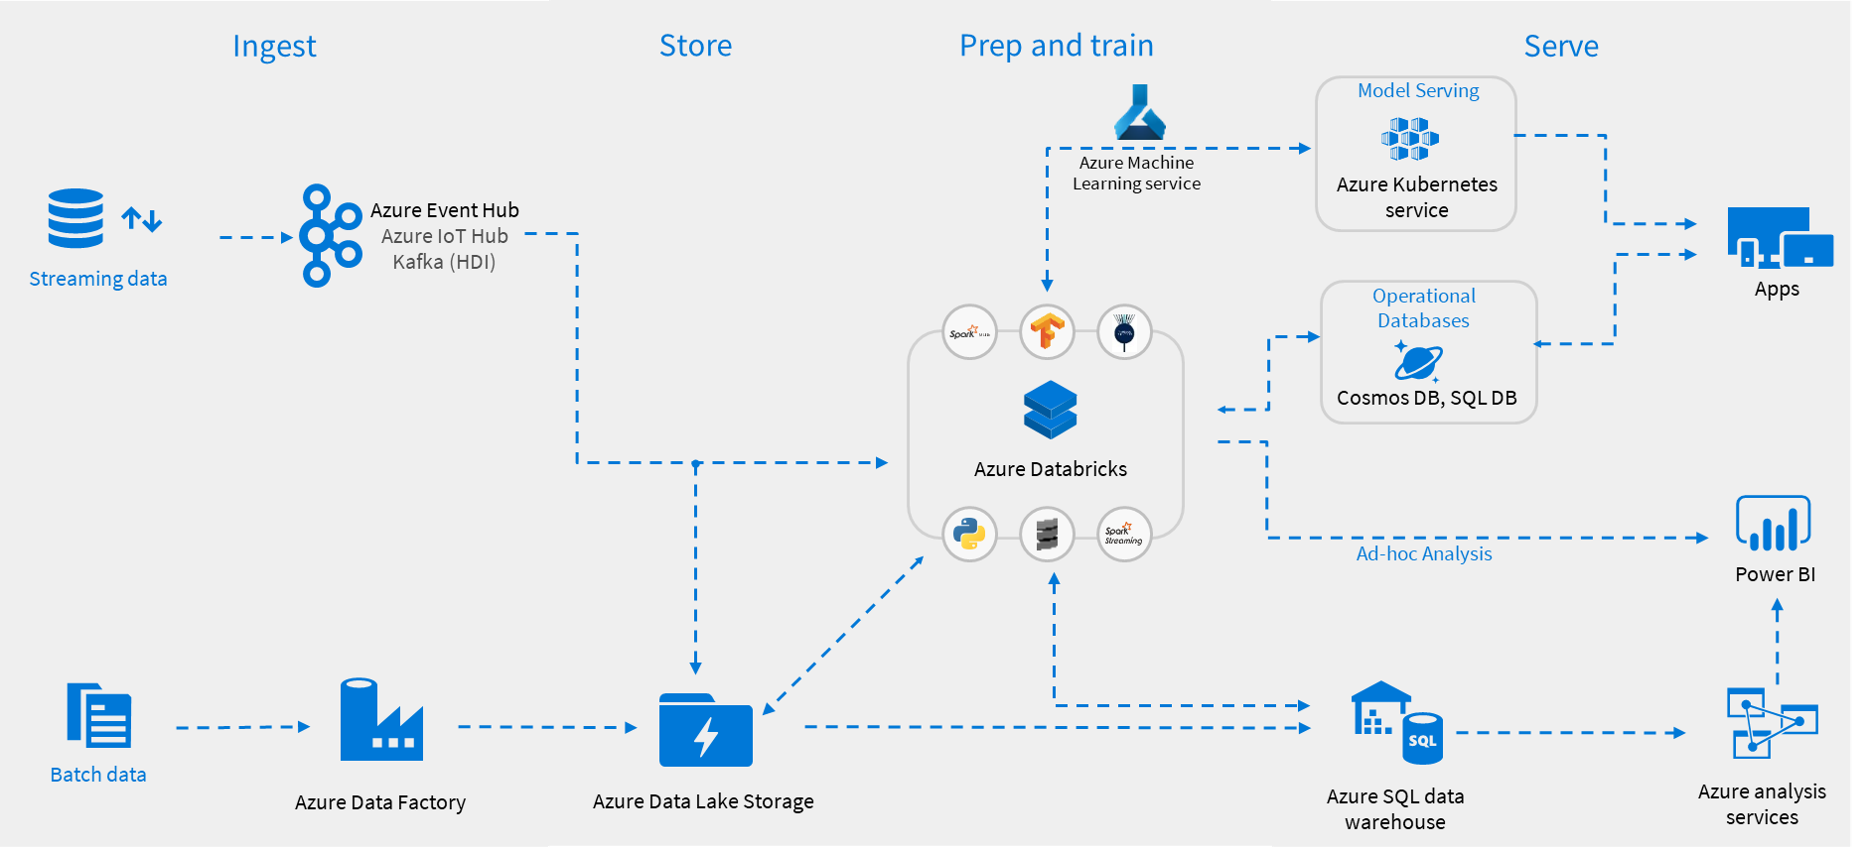 Ingest
Store
Prep and train
Serve
Model Serving
Azure Kubernetes
service
Azure Machine
Learning service
Streaming data
Azure Event Hub
Azure IoT Hub
Kafka (HDI)
Apps
Operational
Databases
Cosmos DB, SQL DB
Spark
Azure Databricks
Spark
Streaming
Ad-hoc Analysis
Power BI
Batch data
Azure Data Factory
Azure Data Lake Storage
SQL
Azure SQL data
warehouse
Azure analysis
services